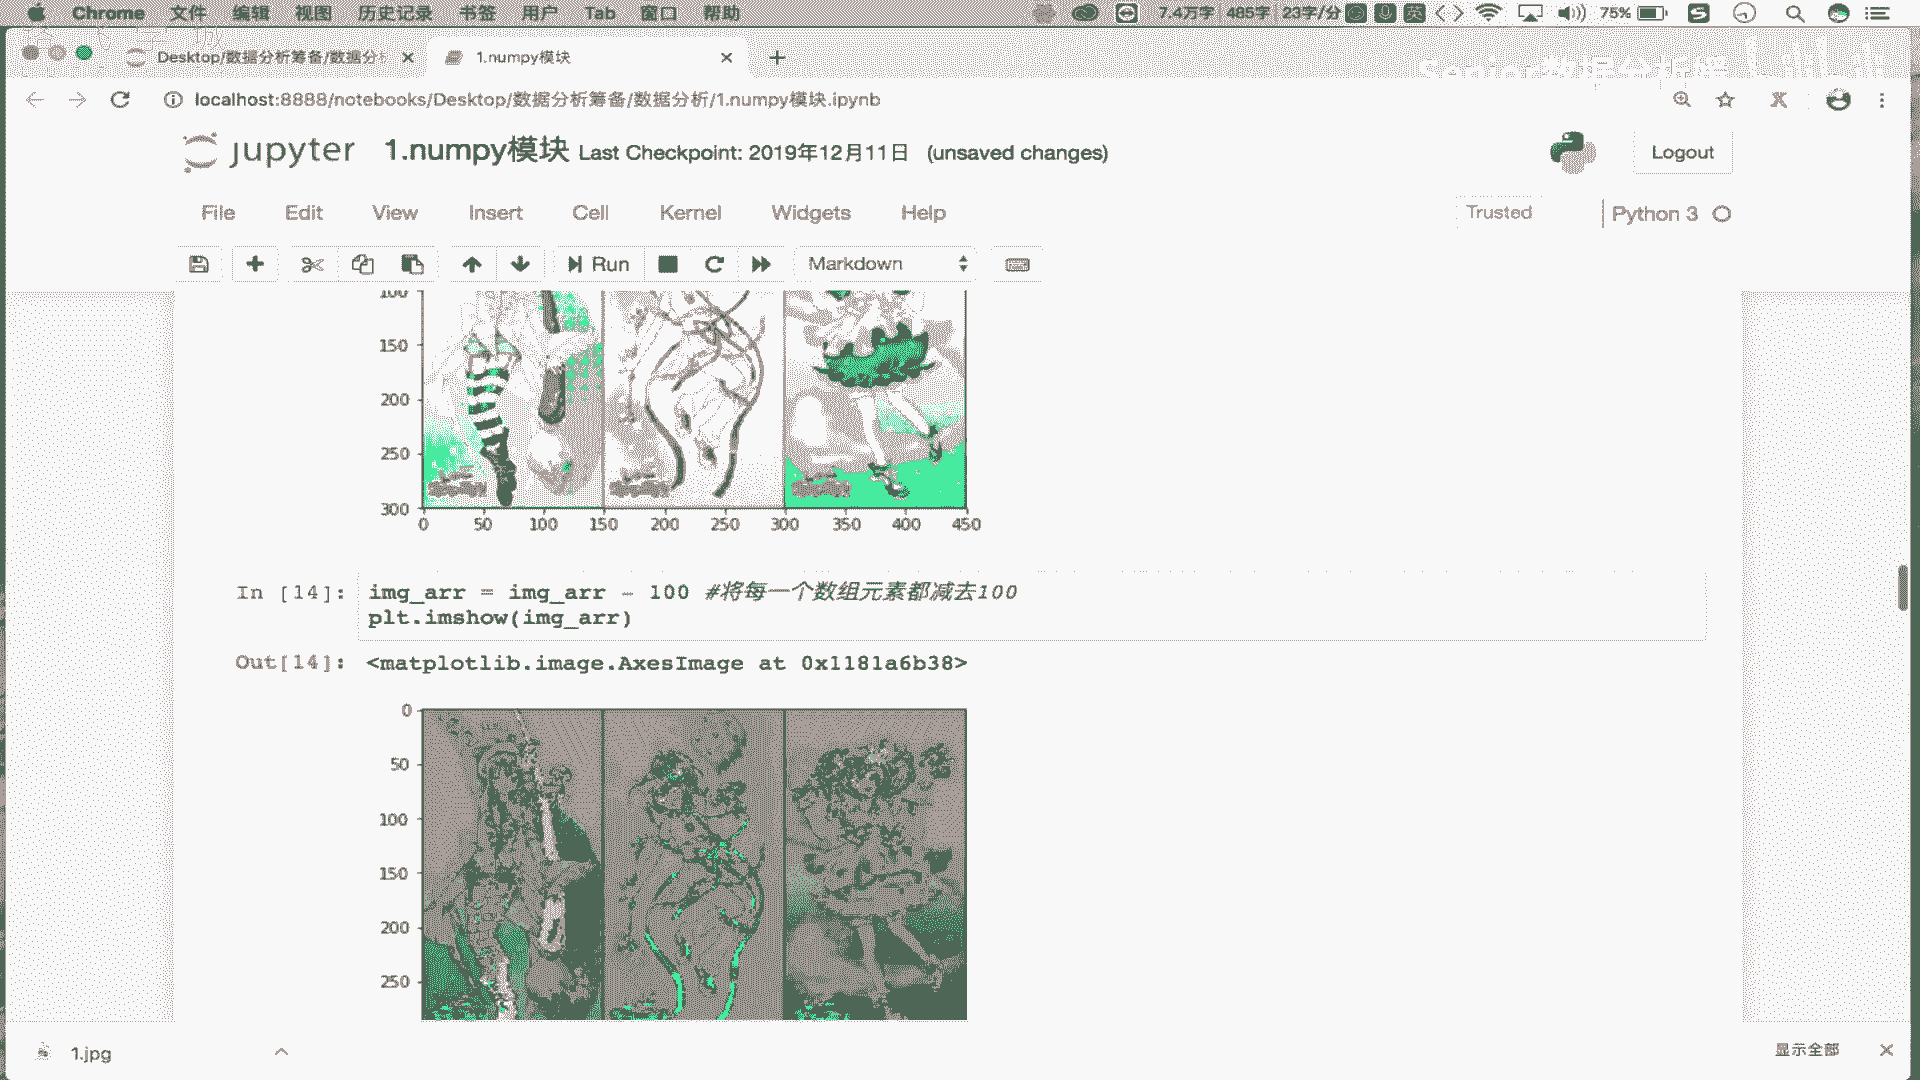 Chrome 文件 编辑 视图 历史记录 书签 用户 Tab 窗口 帮助 7.4万字 485字 23字/分 英 75%
Desktop/数据分析筹备/数据分析 1.numpy模块
localhost:8888/notebooks/Desktop/数据分析筹备/数据分析/1.numpy模块.ipynb
jupyter 1.numpy模块 Last Checkpoint: 2019年12月11日 (unsaved changes) Logout
File Edit View Insert Cell Kernel Widgets Help Trusted Python 3
Run Markdown
100
150
200
250
300
0 50 100 150 200 250 300 350 400 450
In [14]: img_arr = img_arr - 100 #将每一个数组元素都减去100
plt.imshow(img_arr)
Out[14]: <matplotlib.image.AxesImage at 0x1181a6b38>
0
50
100
150
200
250
1.jpg 显示全部